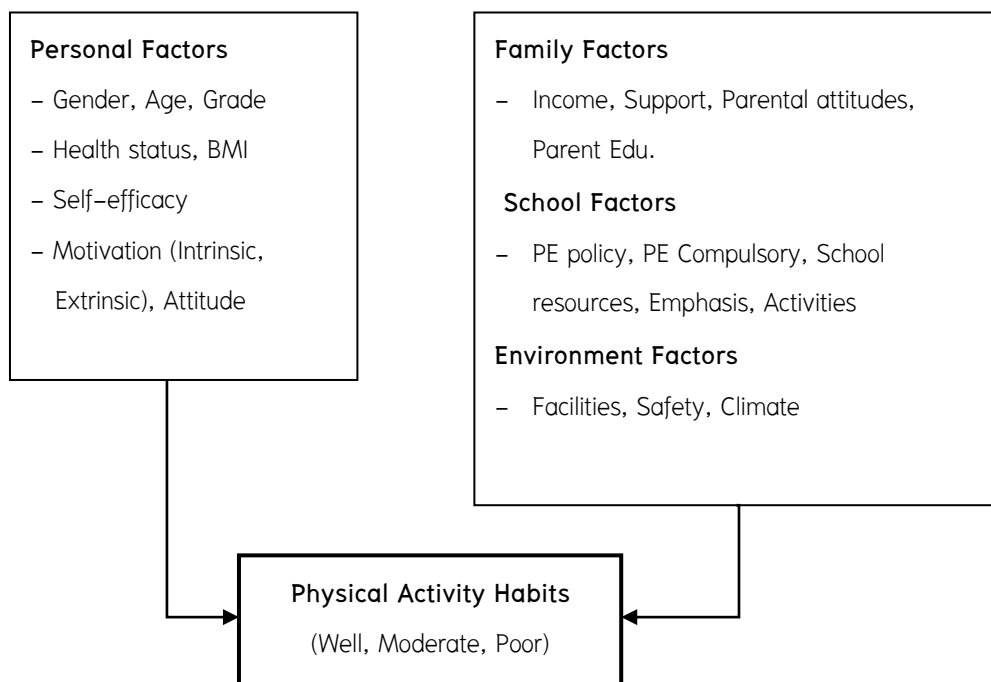 Personal Factors
– Gender, Age, Grade
– Health status, BMI
– Self–efficacy
– Motivation (Intrinsic,
Extrinsic), Attitude
Family Factors
– Income, Support, Parental attitudes,
Parent Edu.
School Factors
– PE policy, PE Compulsory, School
resources, Emphasis, Activities
Environment Factors
– Facilities, Safety, Climate
Physical Activity Habits
(Well, Moderate, Poor)